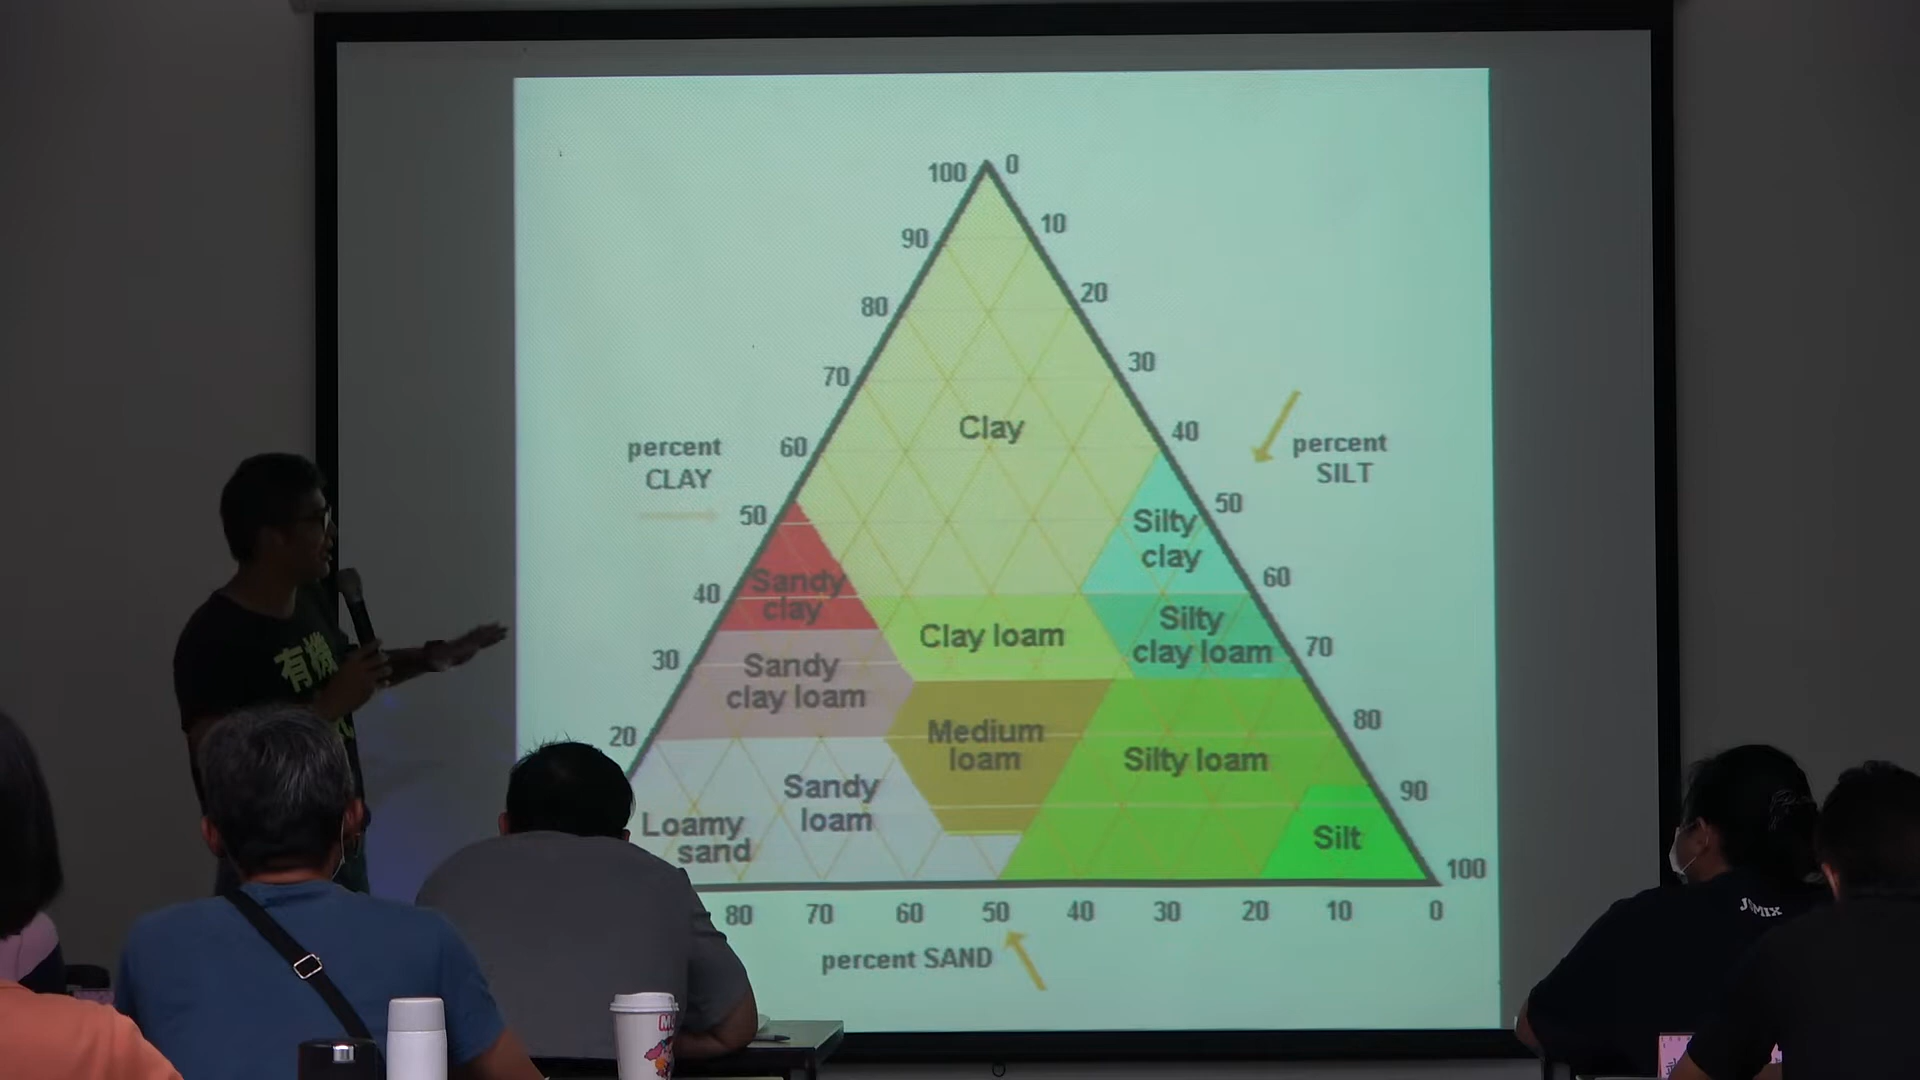 100 0
90 10
80 20
70 30
Clay
60 40
percent
CLAY
percent
SILT
50 50
Silty
clay
Sandy
clay
40 60
Clay loam
Silty
clay loam
30 70
Sandy
clay loam
Medium
loam
20 80
Silty loam
Sandy
loam
90
Loamy
sand
Silt
100
80 70 60 50 40 30 20 10 0
percent SAND
有機